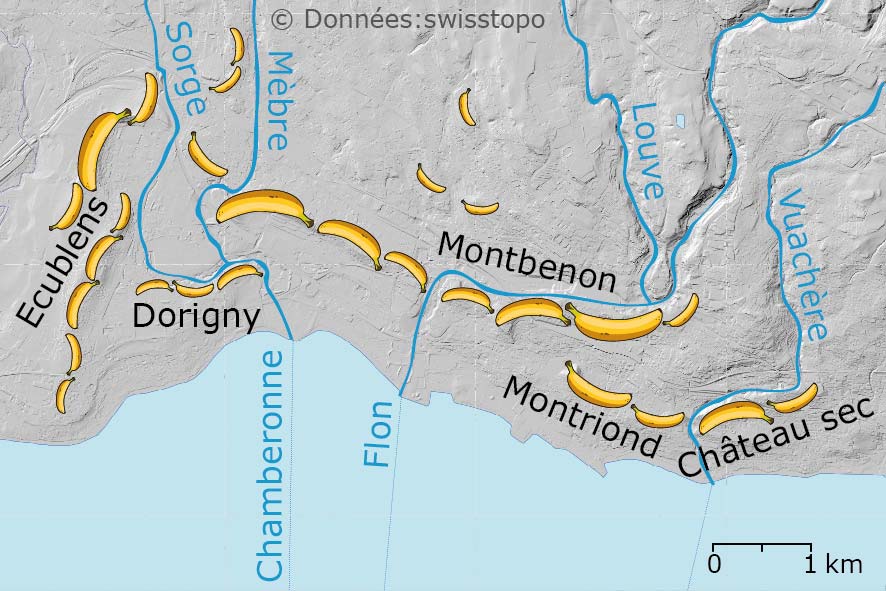 © Données:swisstopo
Sorge
Mèbre
Louve
Vuachère
Ecublens
Montbenon
Dorigny
Chamberonne
Flon
Montriond
Château sec
0 1 km